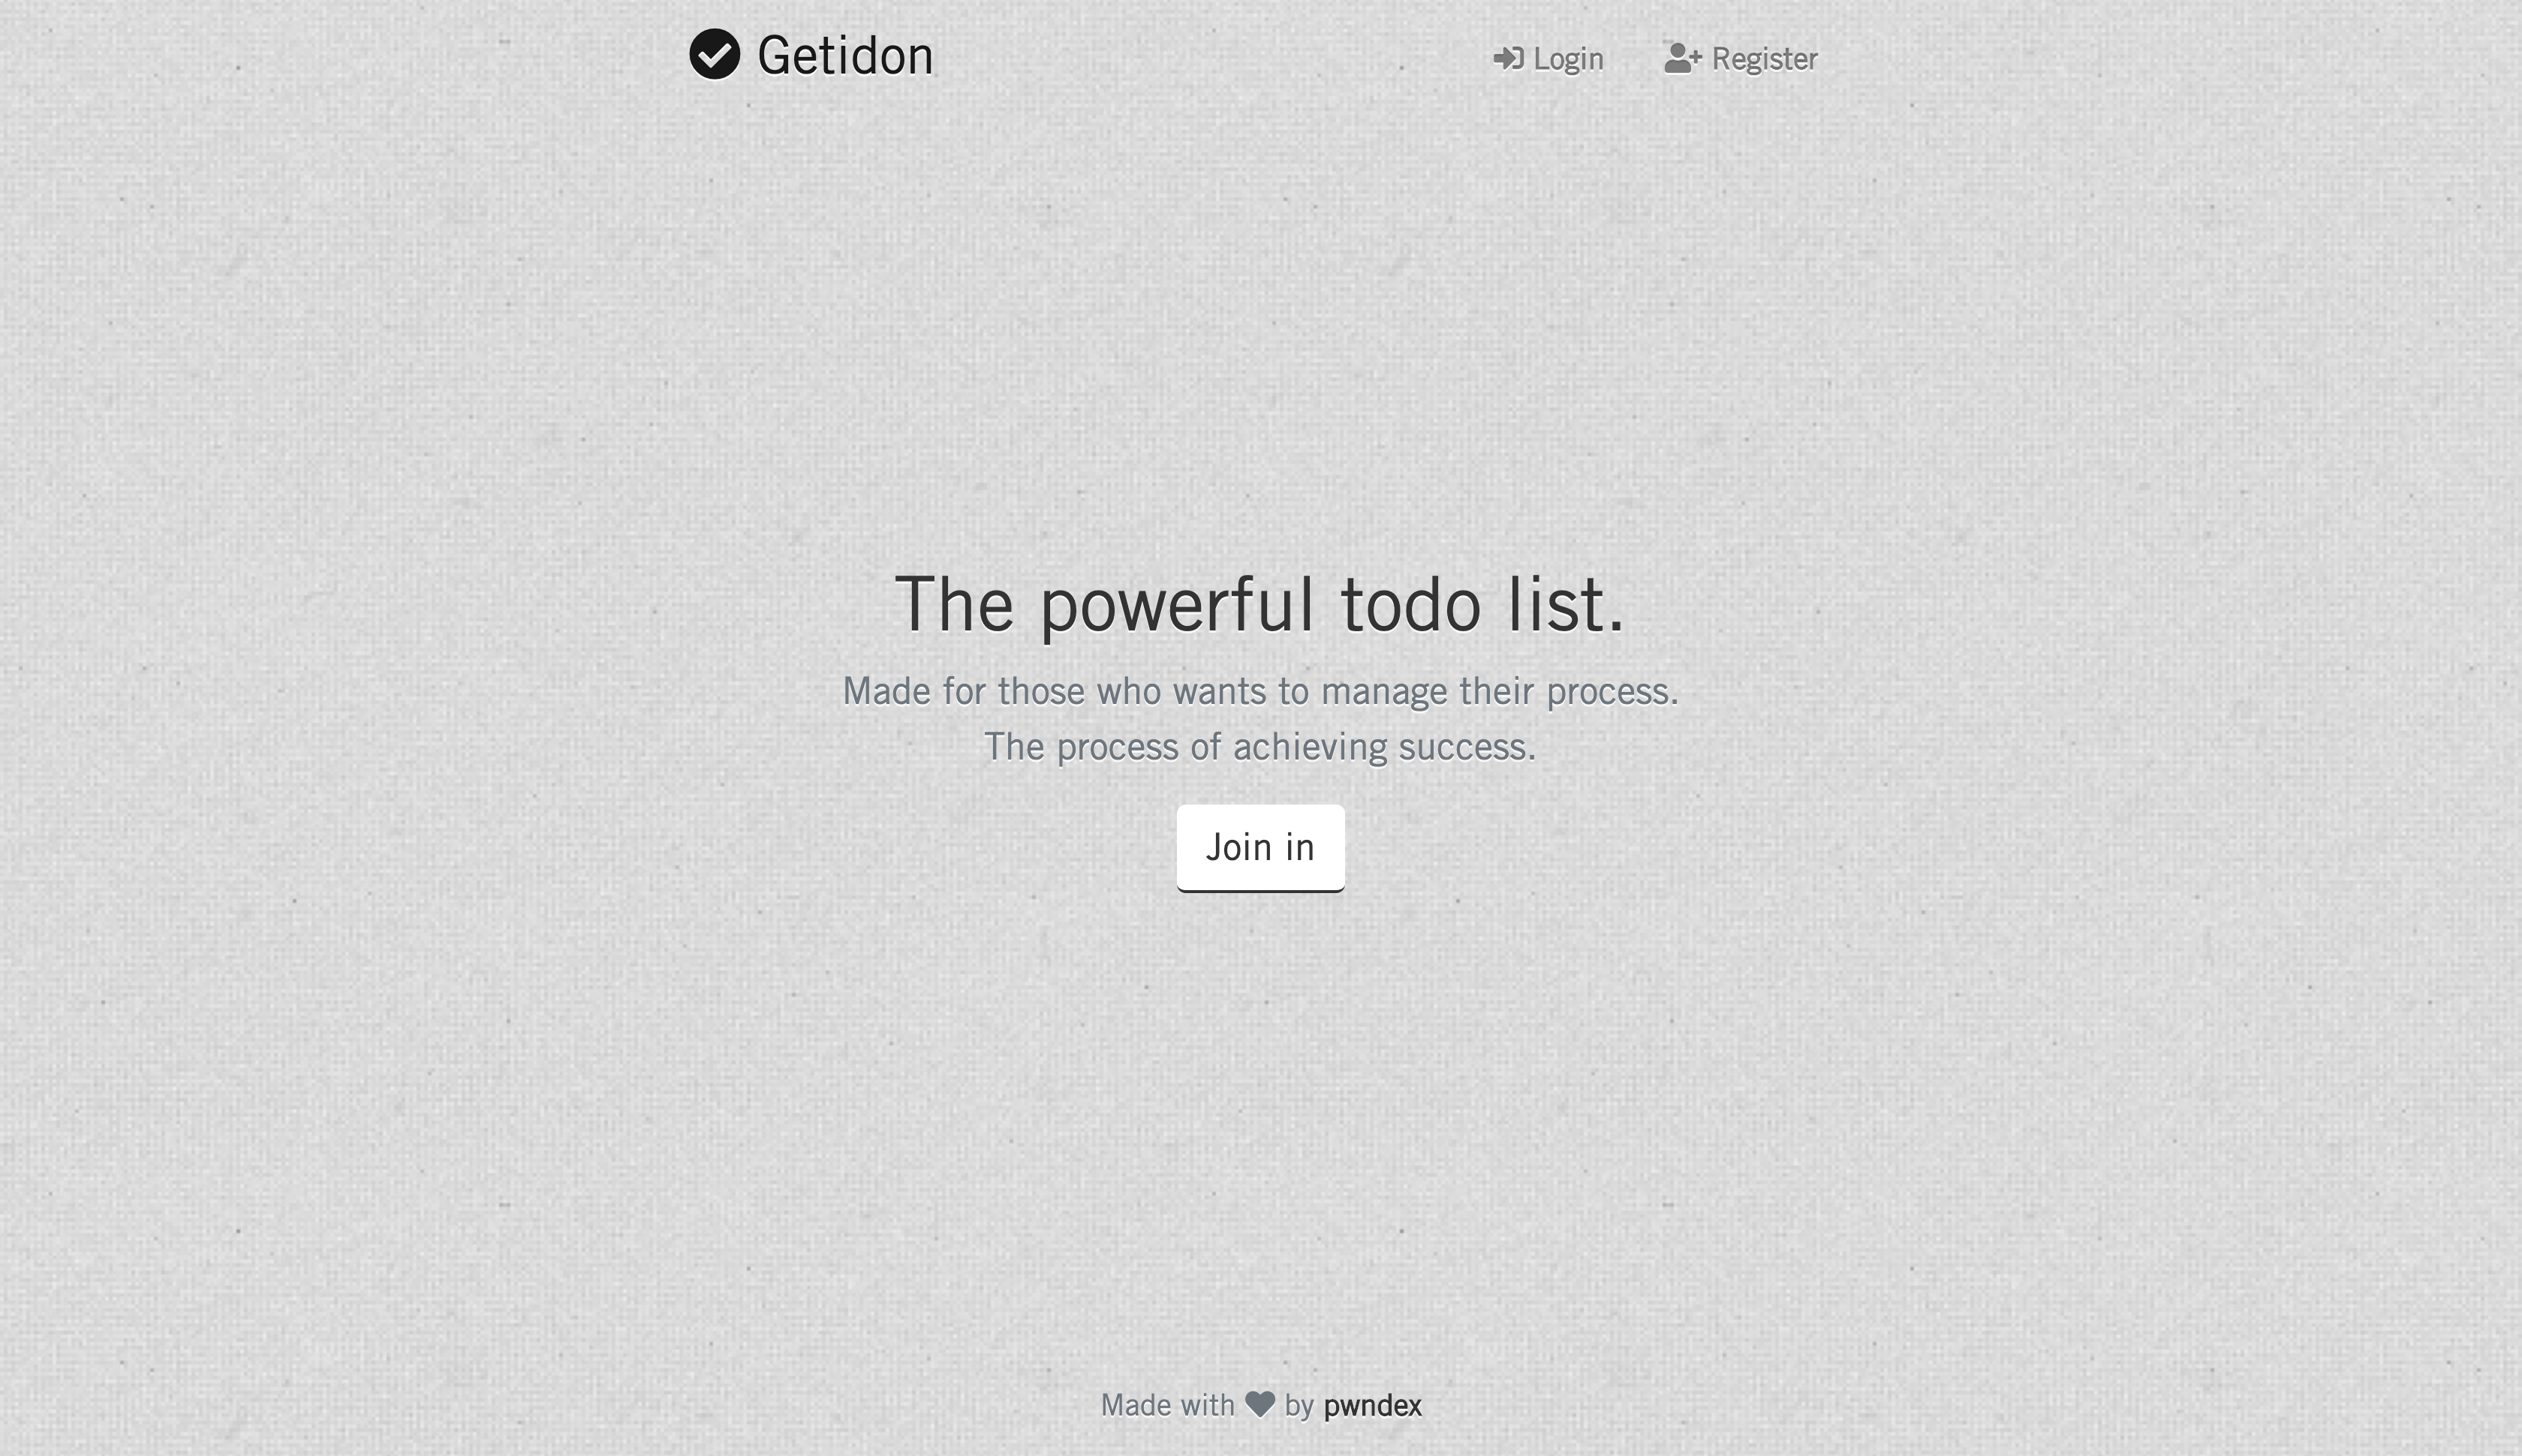 Getidon
Login
Register
The powerful todo list.
Made for those who wants to manage their process.
The process of achieving success.
Join in
Made with by pwndex